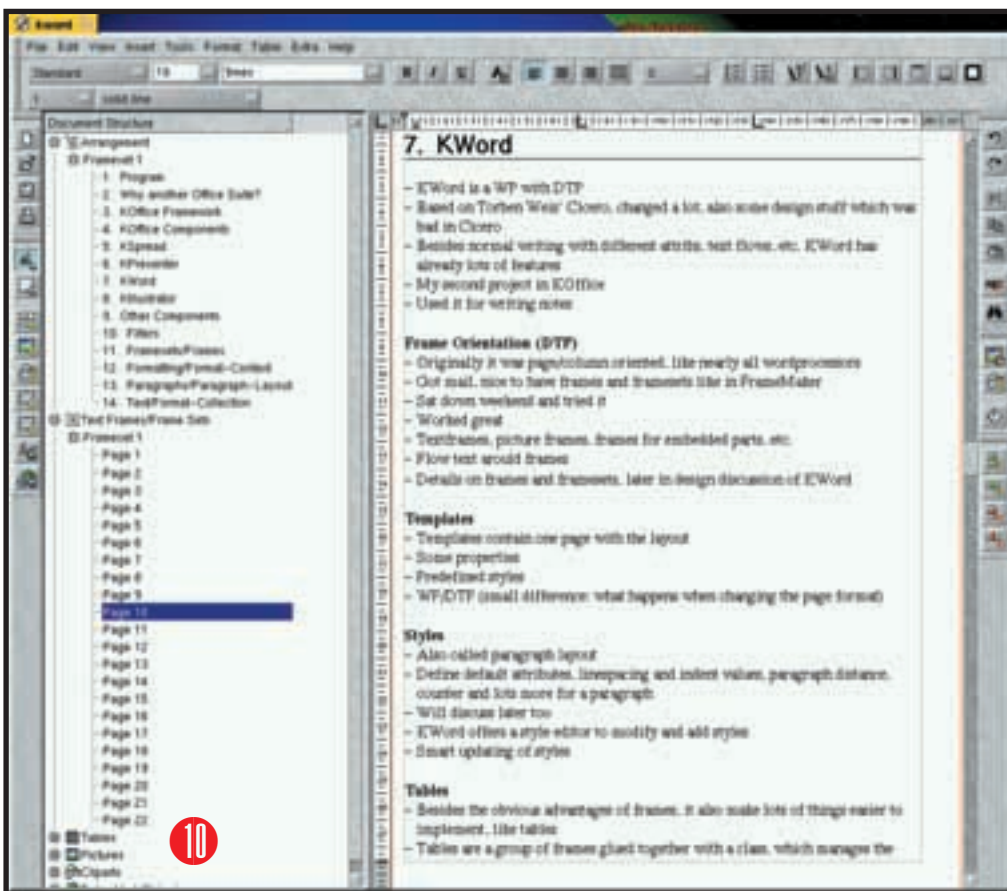 KWord
File Edit View Insert Tools Format Table Extra Help
Standard 18 times
1 solid line
Document Structure
Arrangement
Frameset 1
1. Program
2. Why another Office Suite?
3. KOffice Framework
4. KOffice Components
5. KSpread
6. KPresenter
7. KWord
8. KIllustrator
9. Other Components
10. Filters
11. Framesets/Frames
12. Formatting/Format-Context
13. Paragraphs/Paragraph-Layout
14. Text/Format-Collection
Text Frames/Frame Sets
Frameset 1
Page 1
Page 2
Page 3
Page 4
Page 5
Page 6
Page 7
Page 8
Page 9
Page 10
Page 11
Page 12
Page 13
Page 14
Page 15
Page 16
Page 17
Page 18
Page 19
Page 20
Page 21
Page 22
Tables
Pictures
Cliparts
10
7. KWord
– KWord is a WP with DTP
– Based on Torben Weis' Cicero, changed a lot, also some design stuff which was
bad in Cicero
– Besides normal writing with different attribs, text flows, etc. KWord has
already lots of features
– My second project in KOffice
– Used it for writing notes
Frame Orientation (DTP)
– Originally it was page/column oriented, like nearly all wordprocessors
– Got mail, nice to have frames and framesets like in FrameMaker
– Sat down weekend and tried it
– Worked great
– Textframes, picture frames, frames for embedded parts, etc.
– Flow text around frames
– Details on frames and framesets, later in design discussion of KWord
Templates
– Templates contain one page with the layout
– Some properties
– Predefined styles
– WP/DTP (small difference: what happens when changing the page format)
Styles
– Also called paragraph layout
– Define default attributes, linespacing and indent values, paragraph distance,
counter and lots more for a paragraph
– Will discuss later too
– KWord offers a style editor to modify and add styles
– Smart updating of styles
Tables
– Besides the obvious advantages of frames, it also make lots of things easier to
implement, like tables
– Tables are a group of frames glued together with a class, which manages the